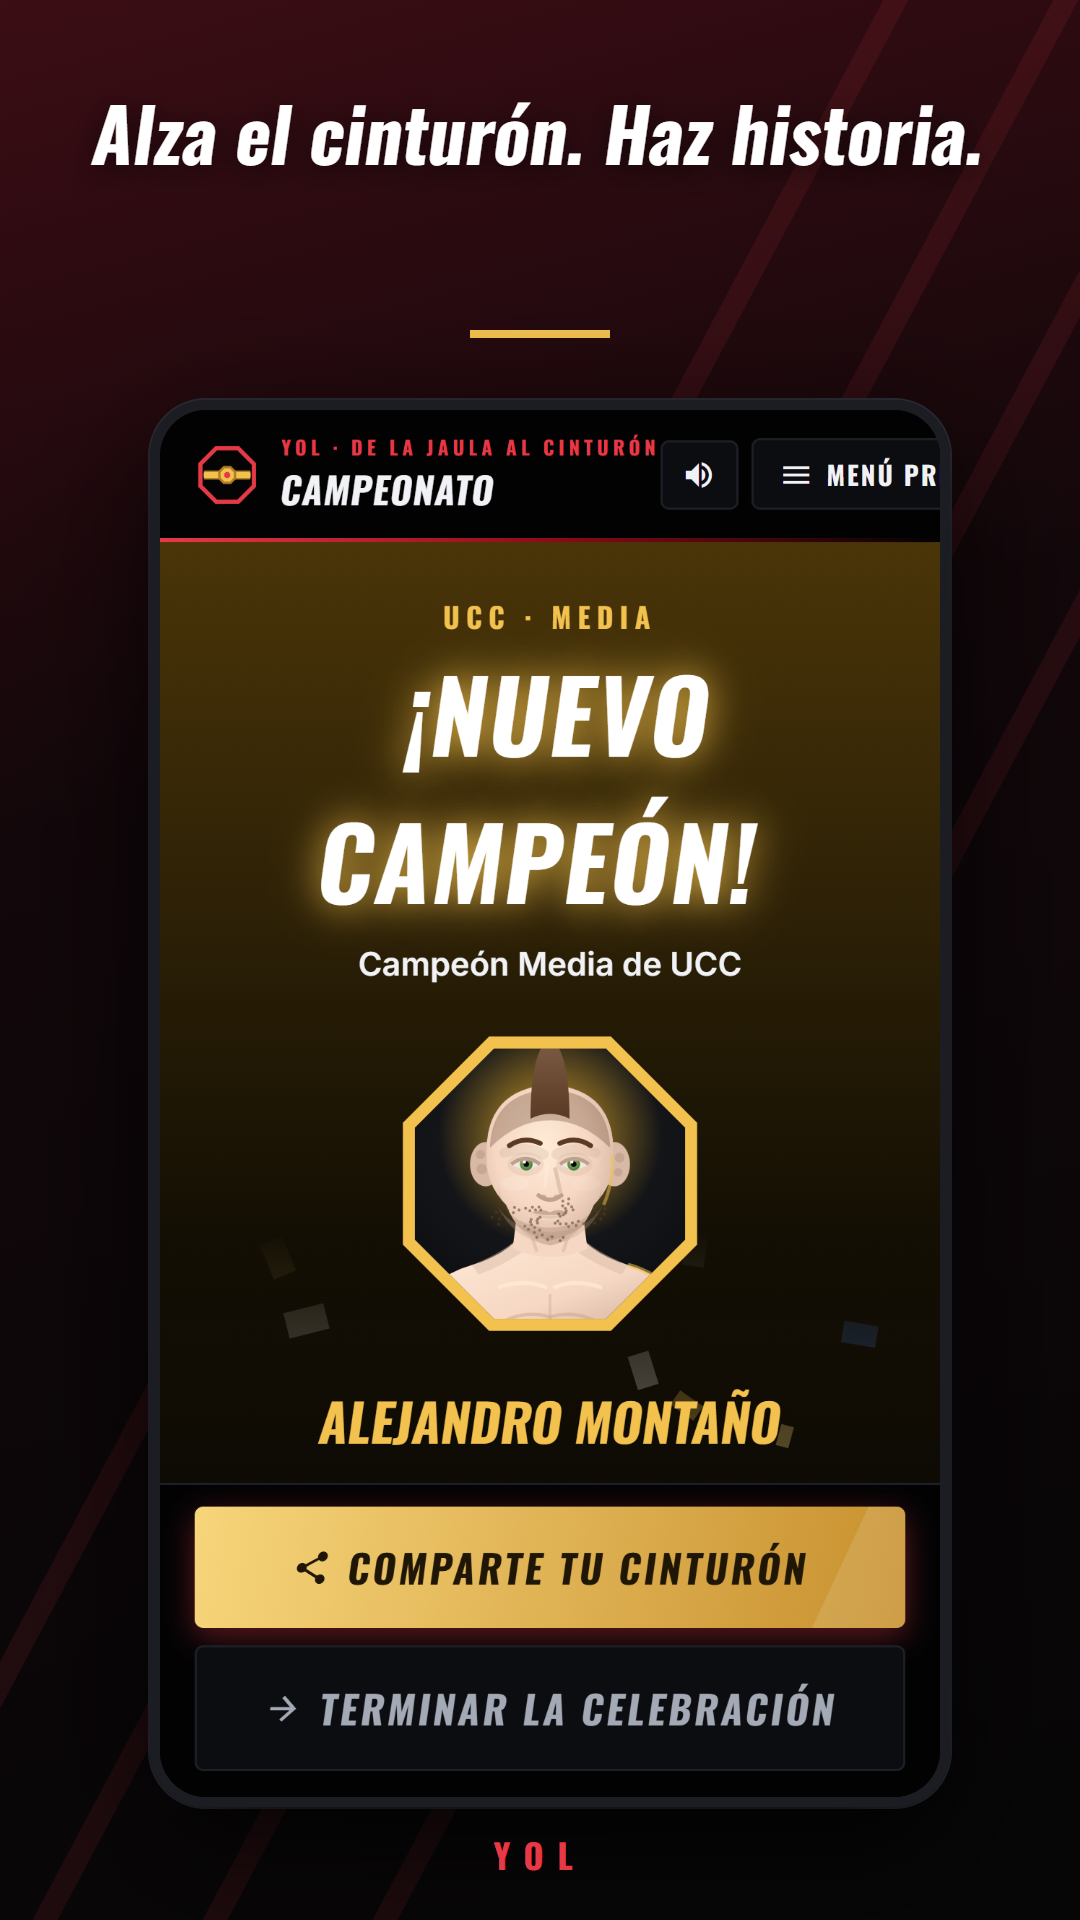 Alza el cinturón. Haz historia.
YOL · DE LA JAULA AL CINTURÓN
CAMPEONATO
MENÚ PR
UCC · MEDIA
¡NUEVO
CAMPEÓN!
Campeón Media de UCC
ALEJANDRO MONTAÑO
COMPARTE TU CINTURÓN
TERMINAR LA CELEBRACIÓN
YOL